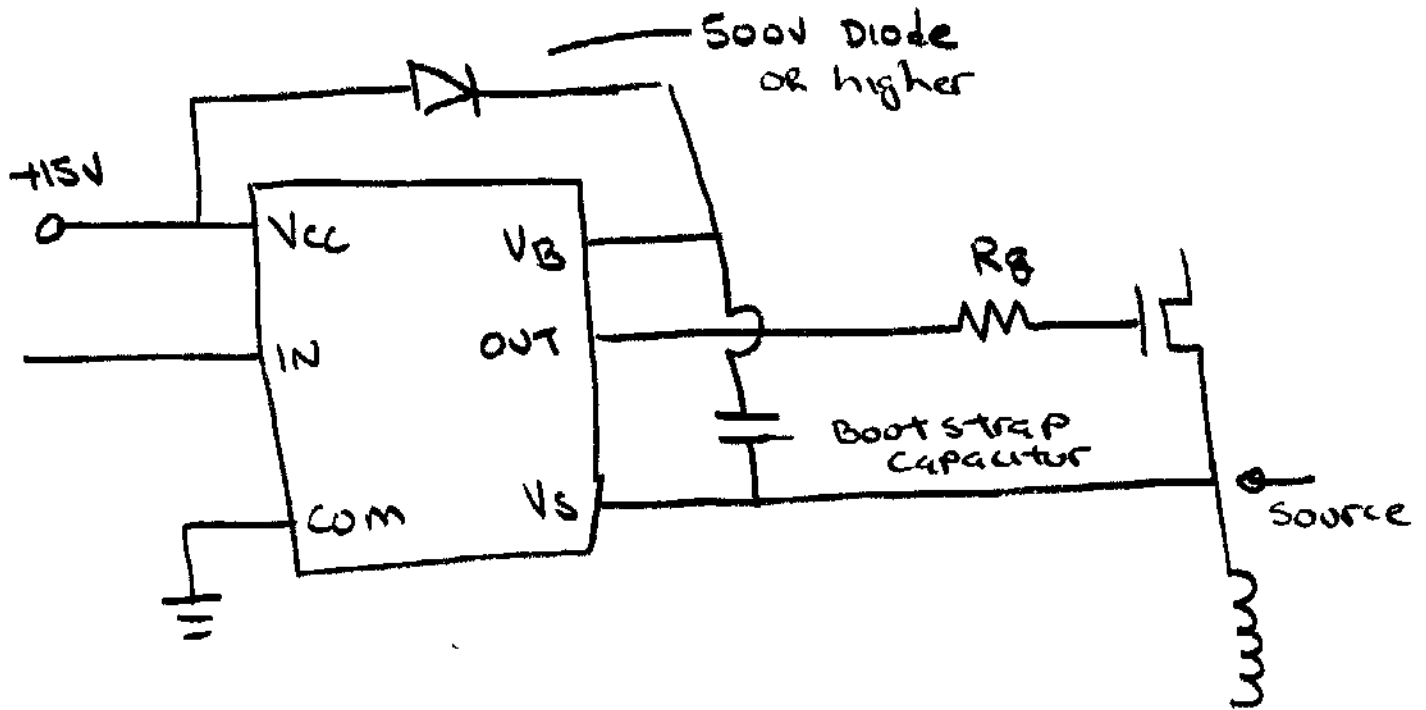 500V Diode
OR higher
+15V
Vcc
VB
Rg
IN
OUT
Bootstrap
capacitor
COM
VS
Source